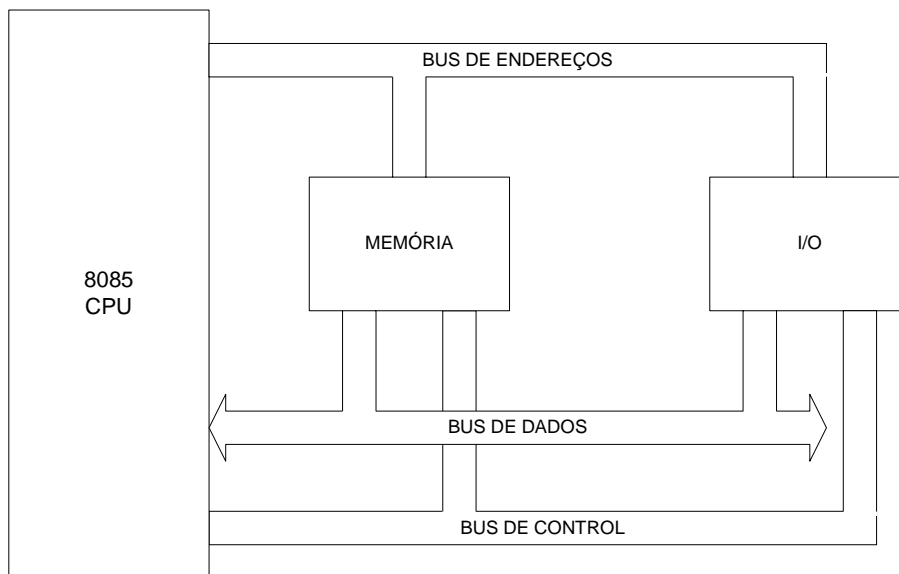 BUS DE ENDEREÇOS
MEMÓRIA
I/O
8085
CPU
BUS DE DADOS
BUS DE CONTROL